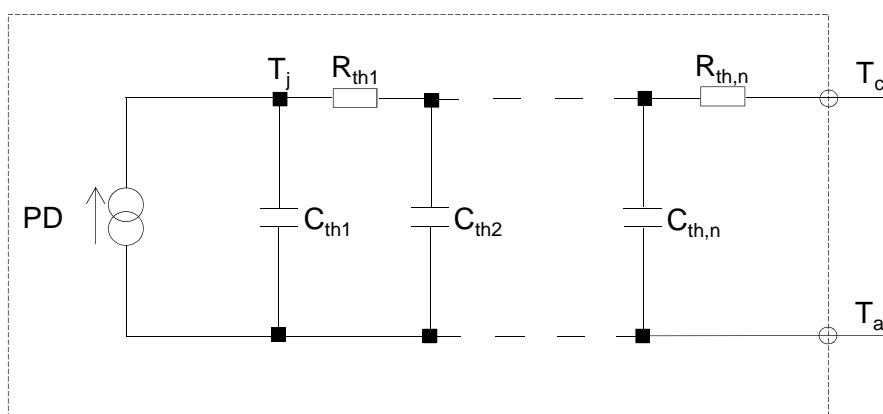 T_j R_th1 R_th,n T_c
PD C_th1 C_th2 C_th,n
T_a